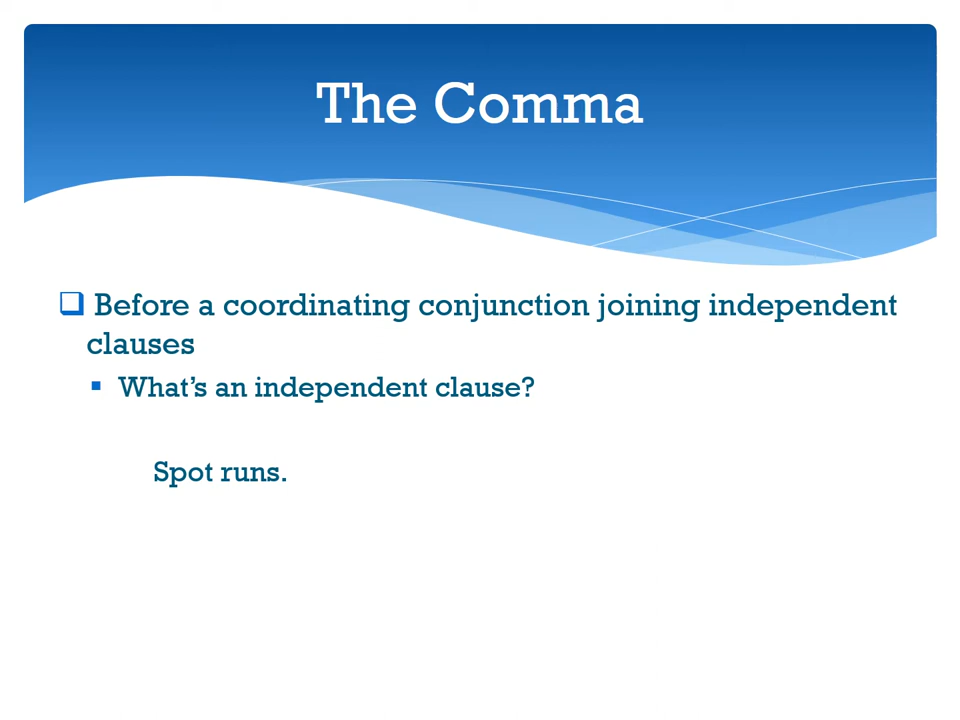 The Comma
Before a coordinating conjunction joining independent
clauses
What's an independent clause?
Spot runs.